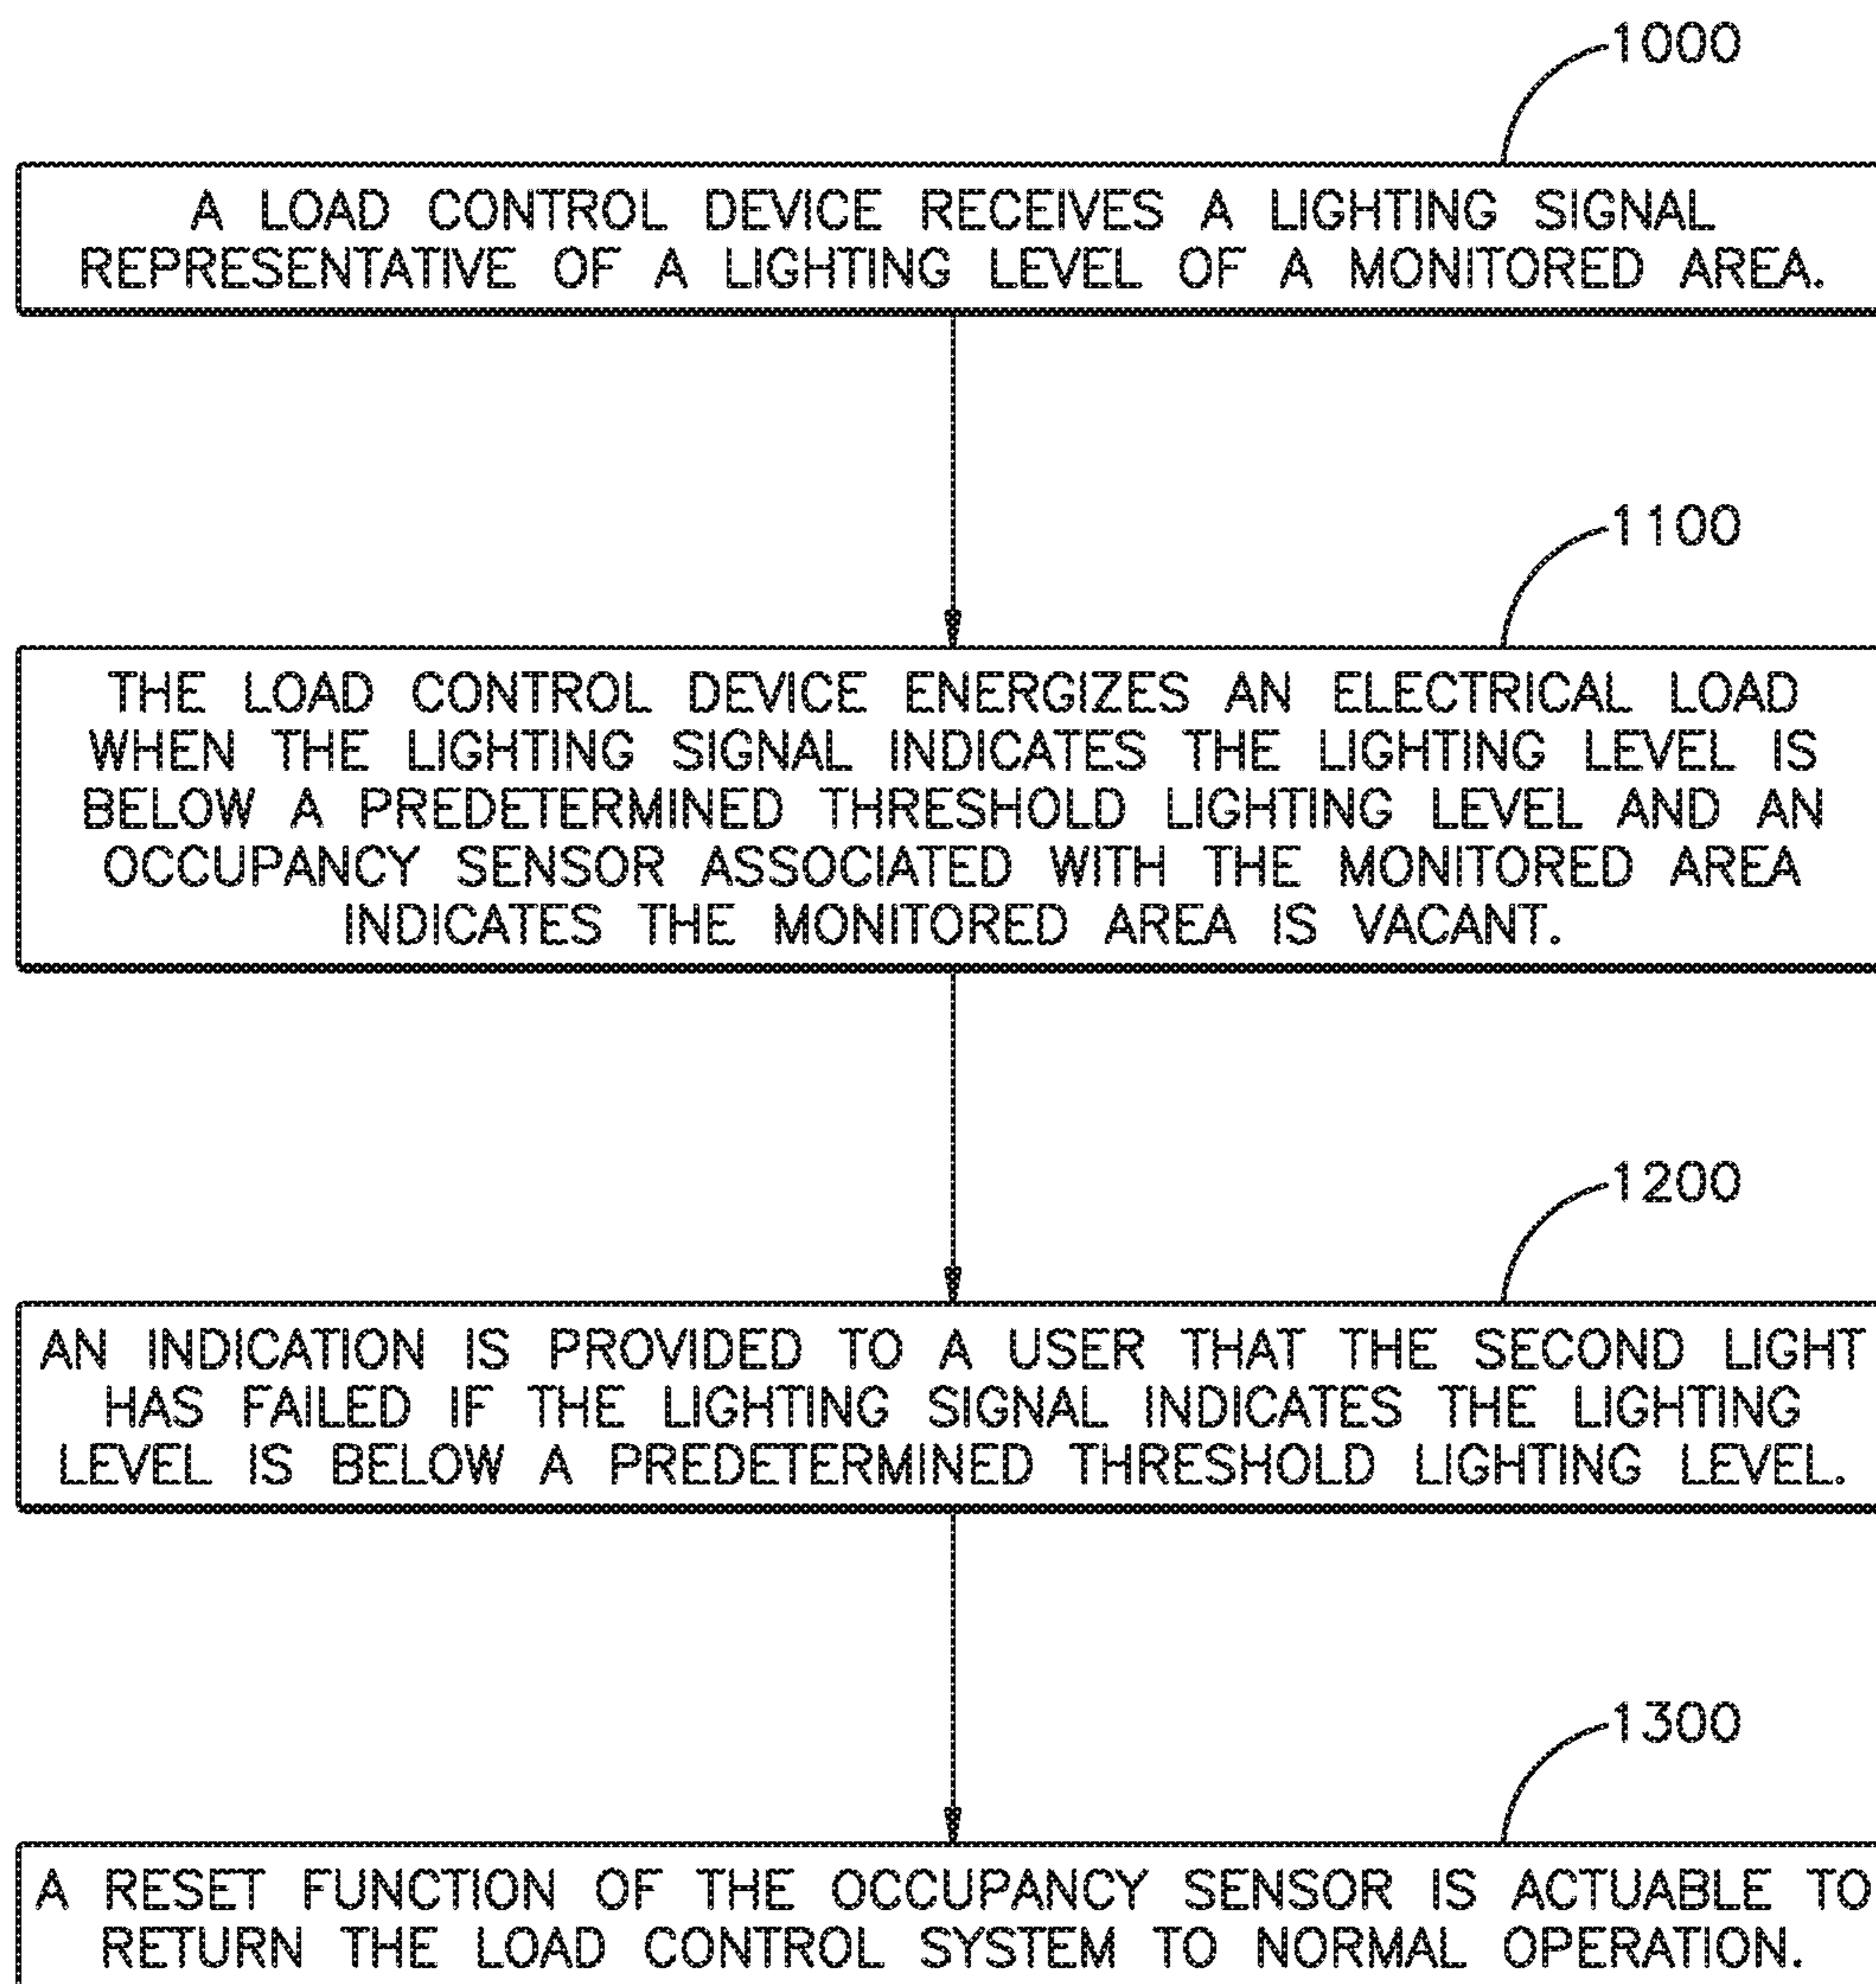 1000
A LOAD CONTROL DEVICE RECEIVES A LIGHTING SIGNAL
REPRESENTATIVE OF A LIGHTING LEVEL OF A MONITORED AREA.
1100
THE LOAD CONTROL DEVICE ENERGIZES AN ELECTRICAL LOAD
WHEN THE LIGHTING SIGNAL INDICATES THE LIGHTING LEVEL IS
BELOW A PREDETERMINED THRESHOLD LIGHTING LEVEL AND AN
OCCUPANCY SENSOR ASSOCIATED WITH THE MONITORED AREA
INDICATES THE MONITORED AREA IS VACANT.
1200
AN INDICATION IS PROVIDED TO A USER THAT THE SECOND LIGHT
HAS FAILED IF THE LIGHTING SIGNAL INDICATES THE LIGHTING
LEVEL IS BELOW A PREDETERMINED THRESHOLD LIGHTING LEVEL.
1300
A RESET FUNCTION OF THE OCCUPANCY SENSOR IS ACTUABLE TO
RETURN THE LOAD CONTROL SYSTEM TO NORMAL OPERATION.